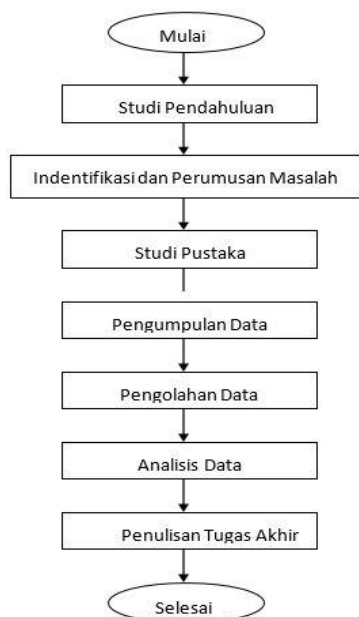 Mulai
Studi Pendahuluan
Indentifikasi dan Perumusan Masalah
Studi Pustaka
Pengumpulan Data
Pengolahan Data
Analisis Data
Penulisan Tugas Akhir
Selesai